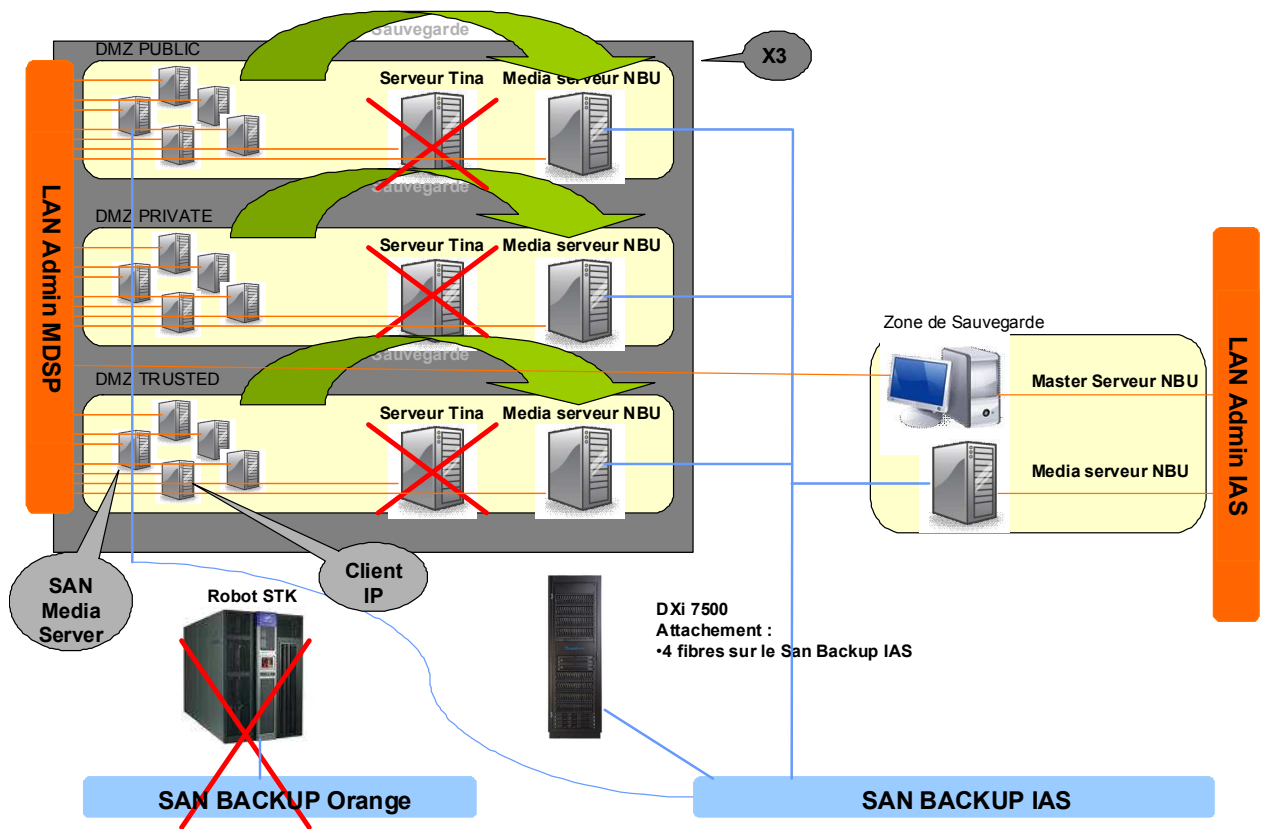 Sauvegarde
DMZ PUBLIC
X3
Serveur Tina
Media serveur NBU
Sauvegarde
DMZ PRIVATE
Serveur Tina
Media serveur NBU
LAN Admin MDSP
Zone de Sauvegarde
Sauvegarde
DMZ TRUSTED
Master Serveur NBU
Serveur Tina
Media serveur NBU
Media serveur NBU
LAN Admin IAS
SAN
Media
Server
Client
IP
Robot STK
DXi 7500
Attachement :
•4 fibres sur le San Backup IAS
SAN BACKUP Orange
SAN BACKUP IAS